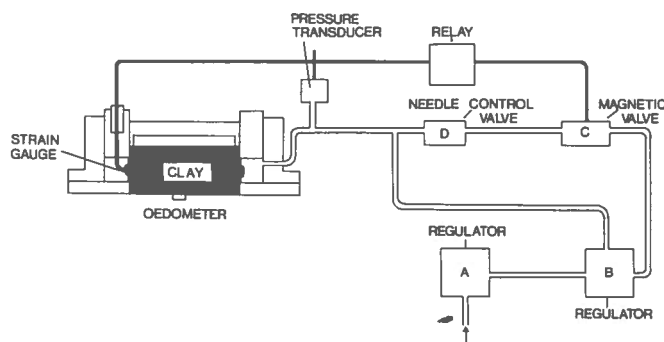 PRESSURE
TRANSDUCER
RELAY
NEEDLE CONTROL
VALVE
MAGNETIC
VALVE
D
C
STRAIN
GAUGE
CLAY
OEDOMETER
REGULATOR
A
B
REGULATOR